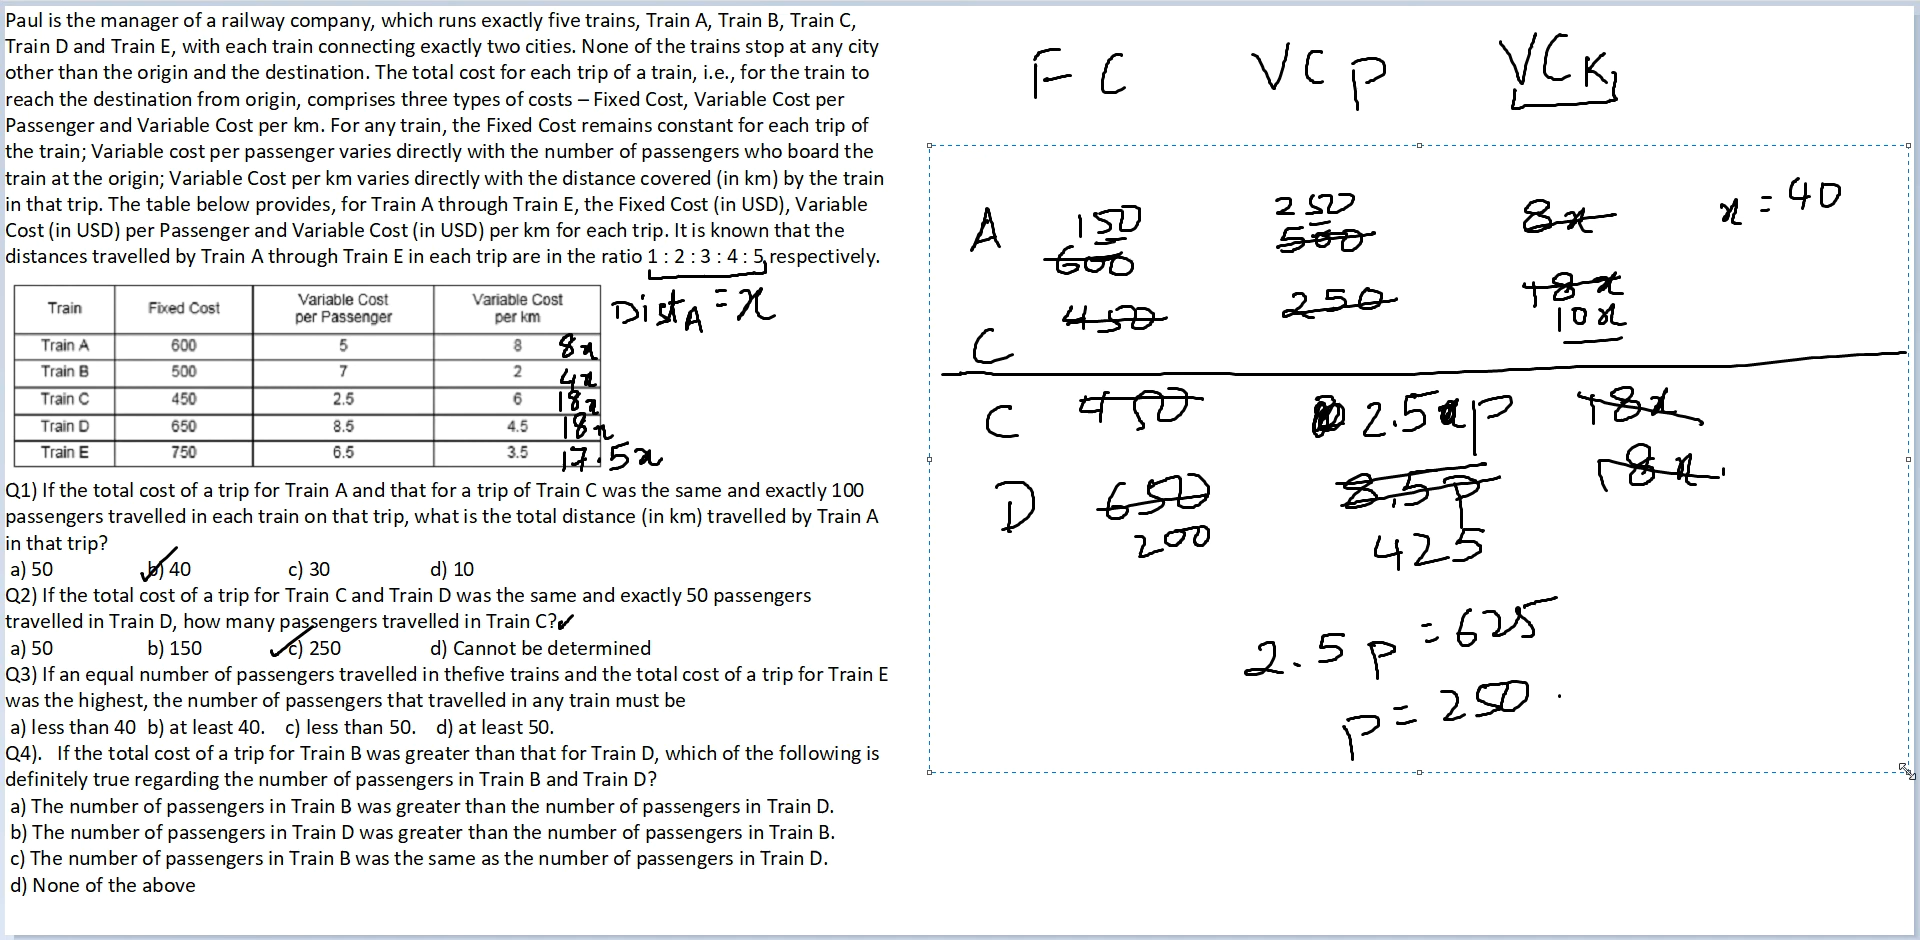 Paul is the manager of a railway company, which runs exactly five trains, Train A, Train B, Train C,
Train D and Train E, with each train connecting exactly two cities. None of the trains stop at any city
other than the origin and the destination. The total cost for each trip of a train, i.e., for the train to
reach the destination from origin, comprises three types of costs – Fixed Cost, Variable Cost per
Passenger and Variable Cost per km. For any train, the Fixed Cost remains constant for each trip of
the train; Variable cost per passenger varies directly with the number of passengers who board the
train at the origin; Variable Cost per km varies directly with the distance covered (in km) by the train
in that trip. The table below provides, for Train A through Train E, the Fixed Cost (in USD), Variable
Cost (in USD) per Passenger and Variable Cost (in USD) per km for each trip. It is known that the
distances travelled by Train A through Train E in each trip are in the ratio 1 : 2 : 3 : 4 : 5, respectively.
Train Fixed Cost Variable Cost per Passenger Variable Cost per km
Dist A = x
Train A 600 5 8 8x
Train B 500 7 2 4x
Train C 450 2.5 6 18x
Train D 650 8.5 4.5 18x
Train E 750 6.5 3.5 17.5x
Q1) If the total cost of a trip for Train A and that for a trip of Train C was the same and exactly 100
passengers travelled in each train on that trip, what is the total distance (in km) travelled by Train A
in that trip?
a) 50 b) 40 c) 30 d) 10
Q2) If the total cost of a trip for Train C and Train D was the same and exactly 50 passengers
travelled in Train D, how many passengers travelled in Train C?
a) 50 b) 150 c) 250 d) Cannot be determined
Q3) If an equal number of passengers travelled in thefive trains and the total cost of a trip for Train E
was the highest, the number of passengers that travelled in any train must be
a) less than 40 b) at least 40. c) less than 50. d) at least 50.
Q4). If the total cost of a trip for Train B was greater than that for Train D, which of the following is
definitely true regarding the number of passengers in Train B and Train D?
a) The number of passengers in Train B was greater than the number of passengers in Train D.
b) The number of passengers in Train D was greater than the number of passengers in Train B.
c) The number of passengers in Train B was the same as the number of passengers in Train D.
d) None of the above
FC VCP VCK
A 150 250 8x x = 40
600 500
C 450 250 18x
10x
C 450 2.5 p 18x
D 650 8.5p 18x
200 425
2.5 p = 625
p = 250.